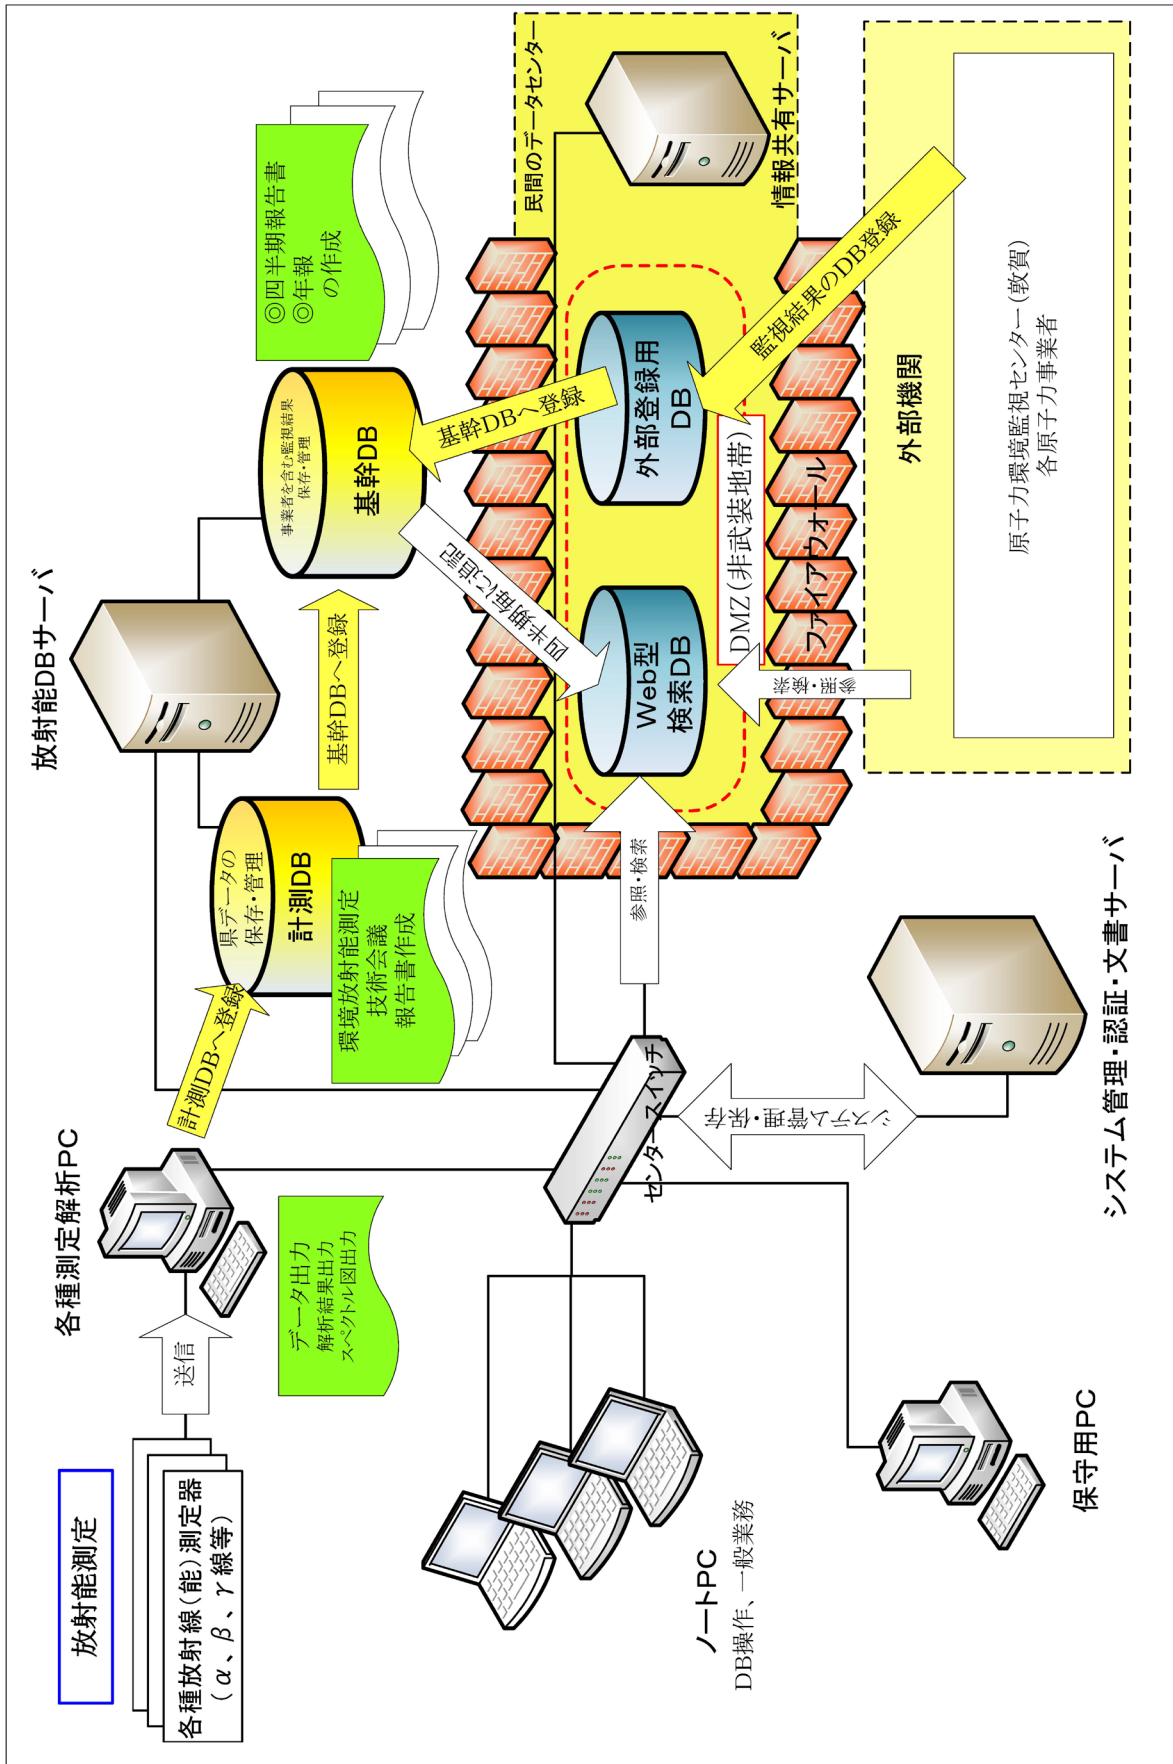 放射能測定
各種放射線(能)測定器
(α、β、γ線等)
送信
各種測定解析PC
データ出力
解析結果出力
スペクトル図出力
計測DBへ登録
放射能DBサーバ
県データの
保存・管理
計測DB
環境放射能測定
技術会議
報告書作成
基幹DBへ登録
事業者を含む監視結果
保存・管理
基幹DB
◎四半期報告書
◎年報
の作成
四半期毎に追記
基幹DBへ登録
民間のデータセンター
情報共有サーバ
Web型
検索DB
外部登録用
DB
DMZ(非武装地帯)
ファイアウォール
監視結果のDB登録
参照・検索
参照・検索
外部機関
原子力環境監視センター(敦賀)
各原子力事業者
センタースイッチ
システム管理・保存
システム管理・認証・文書サーバ
ノートPC
DB操作、一般業務
保守用PC